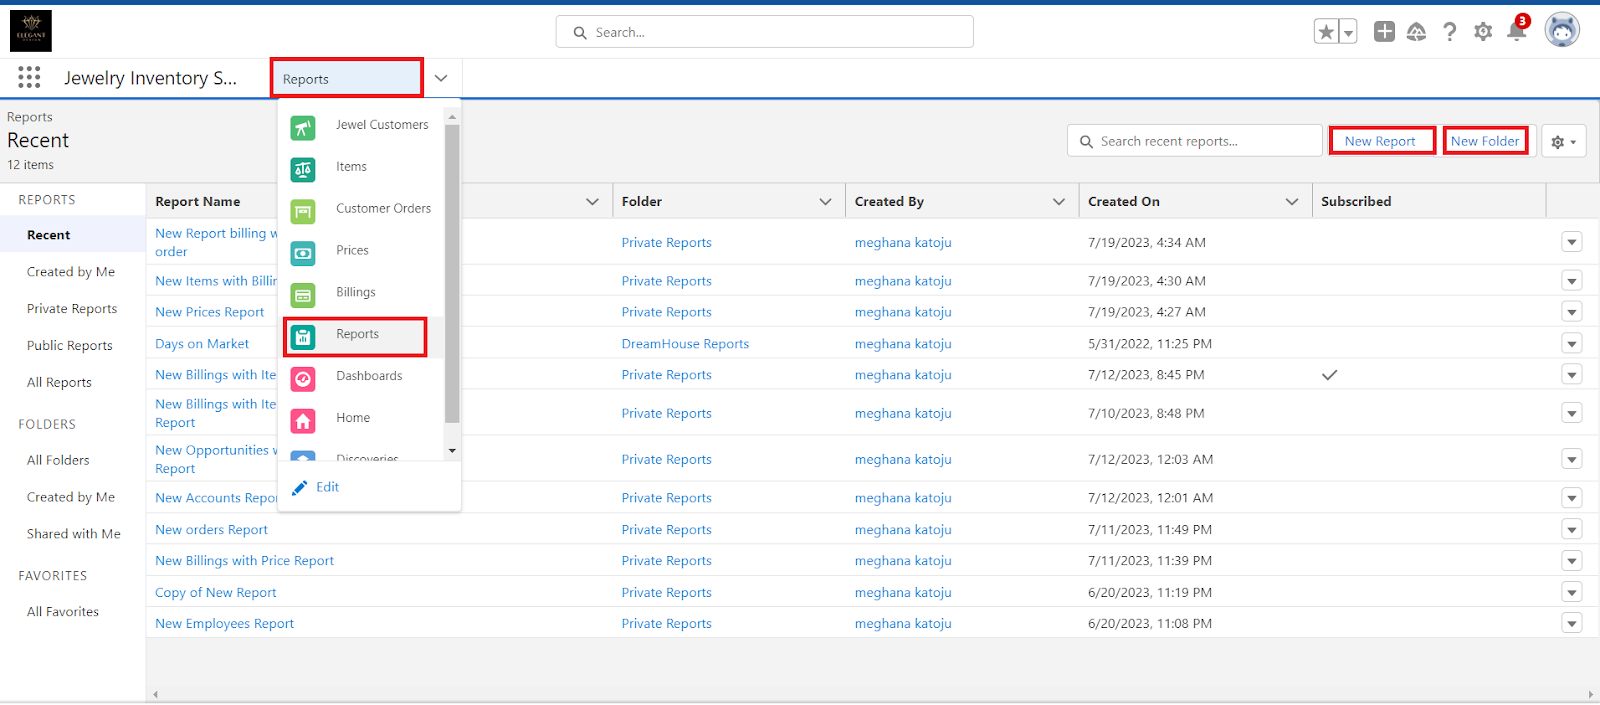 ELEGANT
Search...
3
Jewelry Inventory S...
Reports
Reports
Recent
12 items
Search recent reports...
New Report
New Folder
Jewel Customers
Items
Customer Orders
Prices
Billings
Reports
Dashboards
Home
Discoveries
Edit
REPORTS
Recent
Created by Me
Private Reports
Public Reports
All Reports
FOLDERS
All Folders
Created by Me
Shared with Me
FAVORITES
All Favorites
Report Name Folder Created By Created On Subscribed
New Report billing w
order Private Reports meghana katoju 7/19/2023, 4:34 AM
New Items with Billin Private Reports meghana katoju 7/19/2023, 4:30 AM
New Prices Report Private Reports meghana katoju 7/19/2023, 4:27 AM
Days on Market DreamHouse Reports meghana katoju 5/31/2022, 11:25 PM
New Billings with Ite Private Reports meghana katoju 7/12/2023, 8:45 PM
New Billings with Ite
Report Private Reports meghana katoju 7/10/2023, 8:48 PM
New Opportunities w
Report Private Reports meghana katoju 7/12/2023, 12:03 AM
New Accounts Repor Private Reports meghana katoju 7/12/2023, 12:01 AM
New orders Report Private Reports meghana katoju 7/11/2023, 11:49 PM
New Billings with Price Report Private Reports meghana katoju 7/11/2023, 11:39 PM
Copy of New Report Private Reports meghana katoju 6/20/2023, 11:19 PM
New Employees Report Private Reports meghana katoju 6/20/2023, 11:08 PM